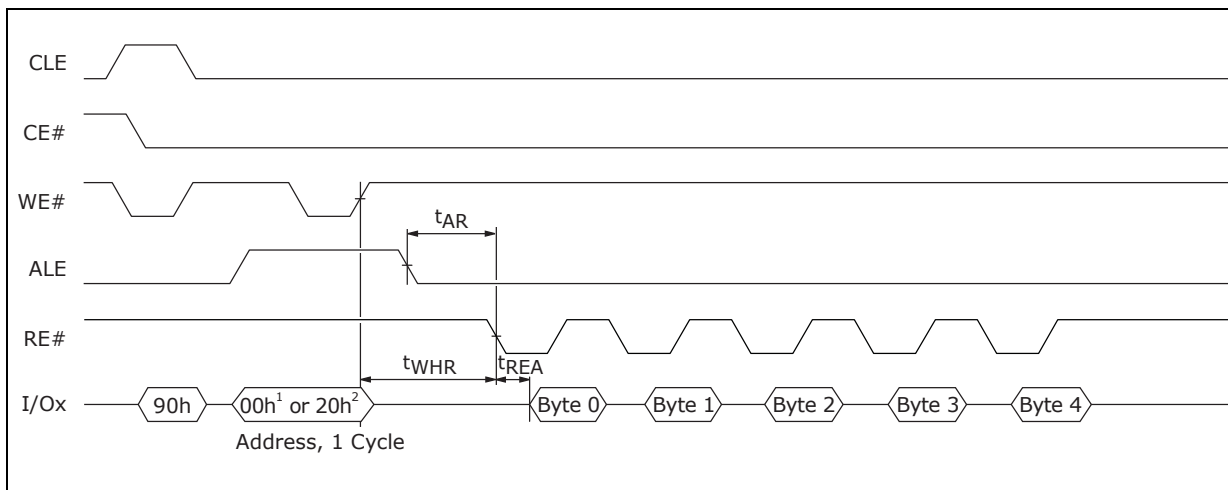 CLE
CE#
WE#
tAR
ALE
RE#
tWHR tREA
I/Ox 90h 00h¹ or 20h² Byte 0 Byte 1 Byte 2 Byte 3 Byte 4
Address, 1 Cycle